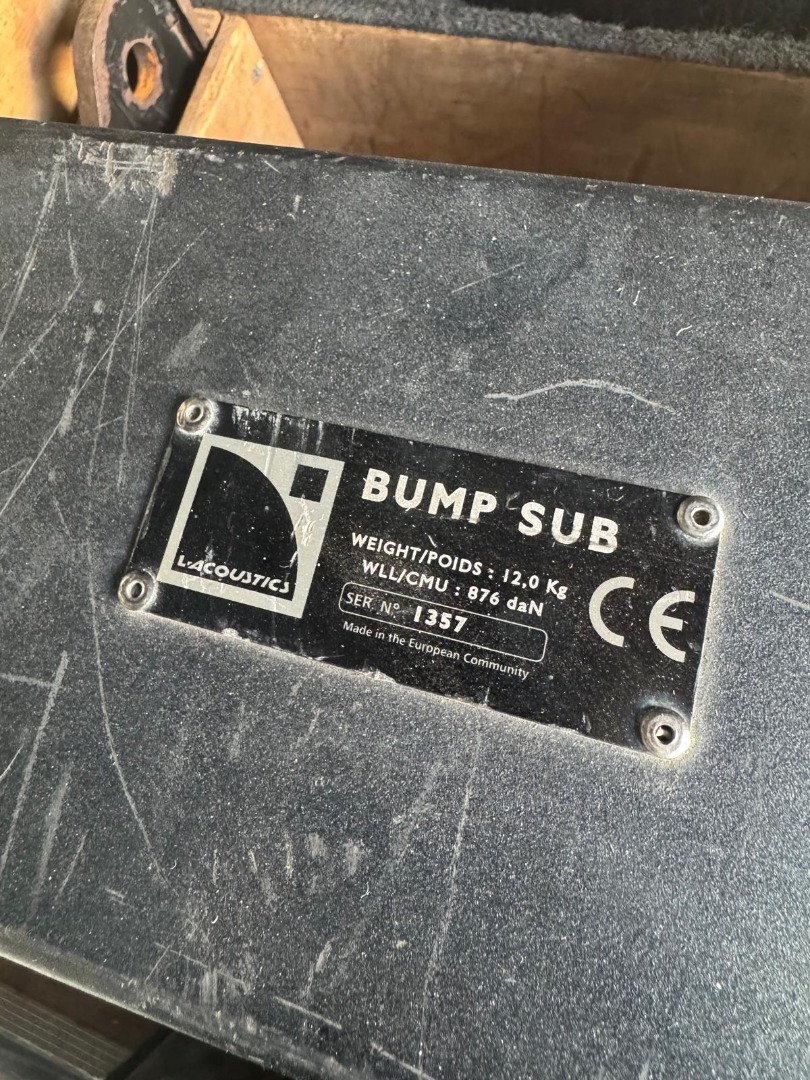 L-ACOUSTICS
BUMP SUB
WEIGHT/POIDS : 12,0 Kg
WLL/CMU : 876 daN
SER. N° 1357
Made in the European Community
CE